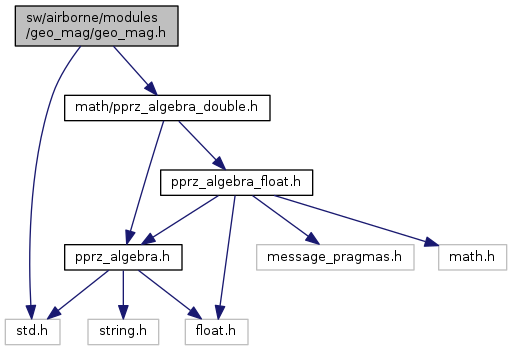 sw/airborne/modules
/geo_mag/geo_mag.h
math/pprz_algebra_double.h
pprz_algebra_float.h
pprz_algebra.h
message_pragmas.h
math.h
std.h
string.h
float.h